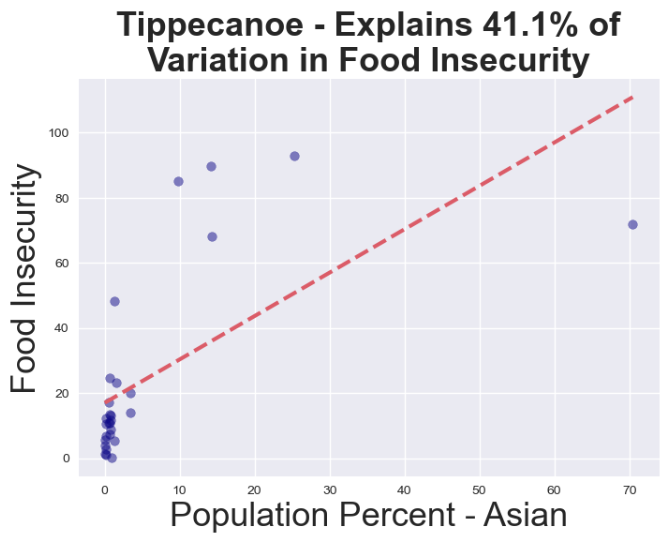 Tippecanoe - Explains 41.1% of
Variation in Food Insecurity
Food Insecurity
100
80
60
40
20
0
0 10 20 30 40 50 60 70
Population Percent - Asian